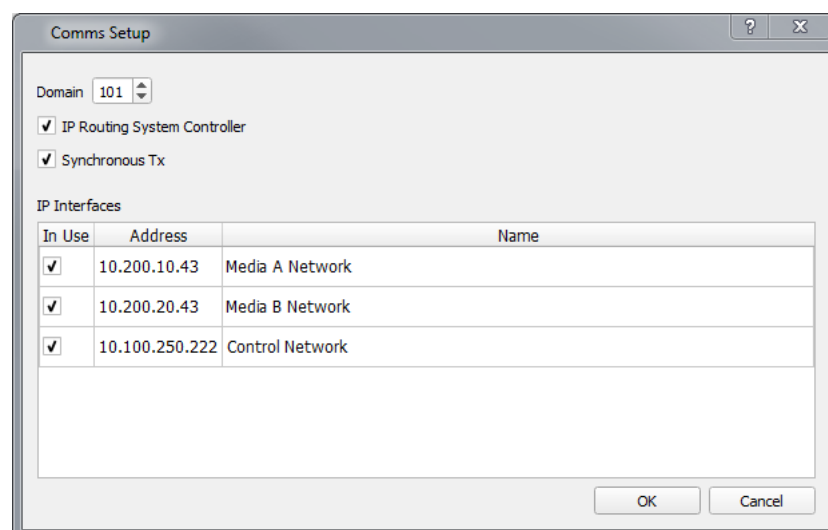 Comms Setup
?
X
Domain 101
IP Routing System Controller
Synchronous Tx
IP Interfaces
In Use Address Name
10.200.10.43 Media A Network
10.200.20.43 Media B Network
10.100.250.222 Control Network
OK Cancel